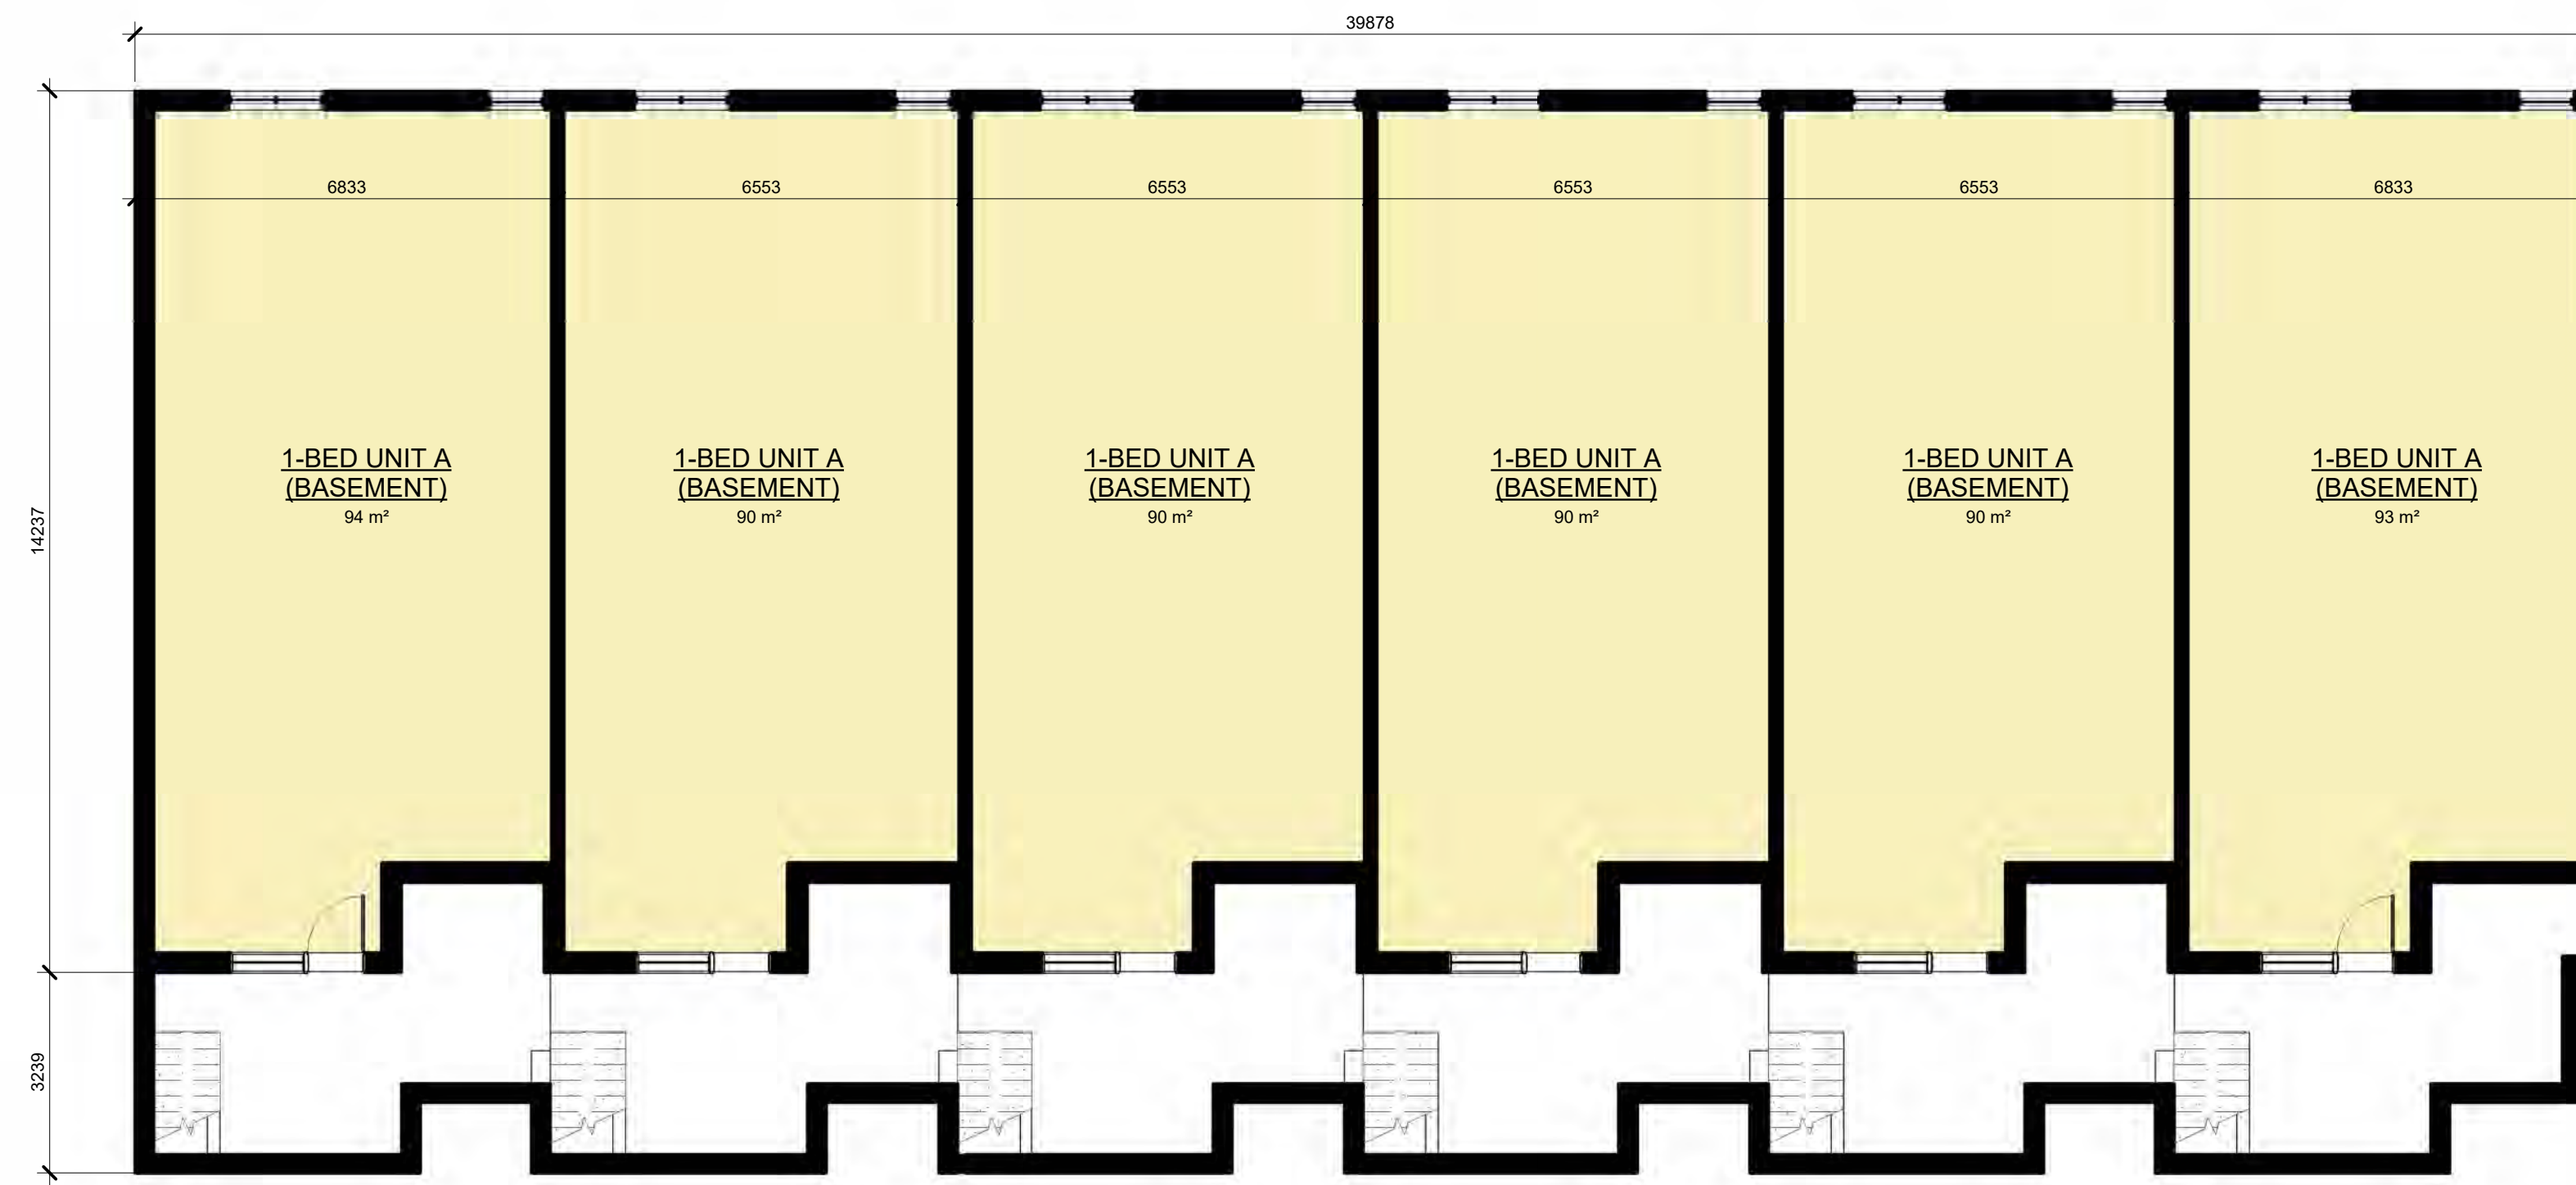 39878
6833
6553
6553
6553
6553
6833
1-BED UNIT A
(BASEMENT)
94 m²
1-BED UNIT A
(BASEMENT)
90 m²
1-BED UNIT A
(BASEMENT)
90 m²
1-BED UNIT A
(BASEMENT)
90 m²
1-BED UNIT A
(BASEMENT)
90 m²
1-BED UNIT A
(BASEMENT)
93 m²
14237
3239